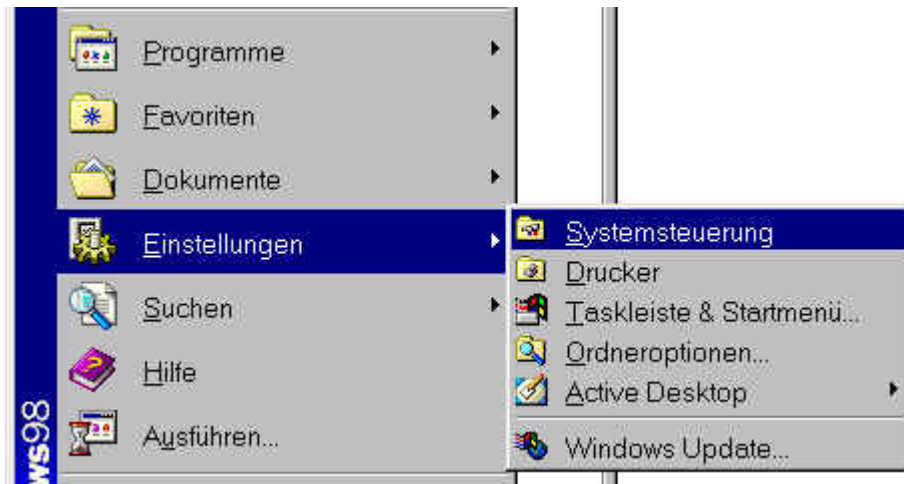 Programme
Favoriten
Dokumente
Einstellungen
Suchen
Hilfe
Ausführen...
ws98
Systemsteuerung
Drucker
Taskleiste & Startmenü...
Ordneroptionen...
Active Desktop
Windows Update...